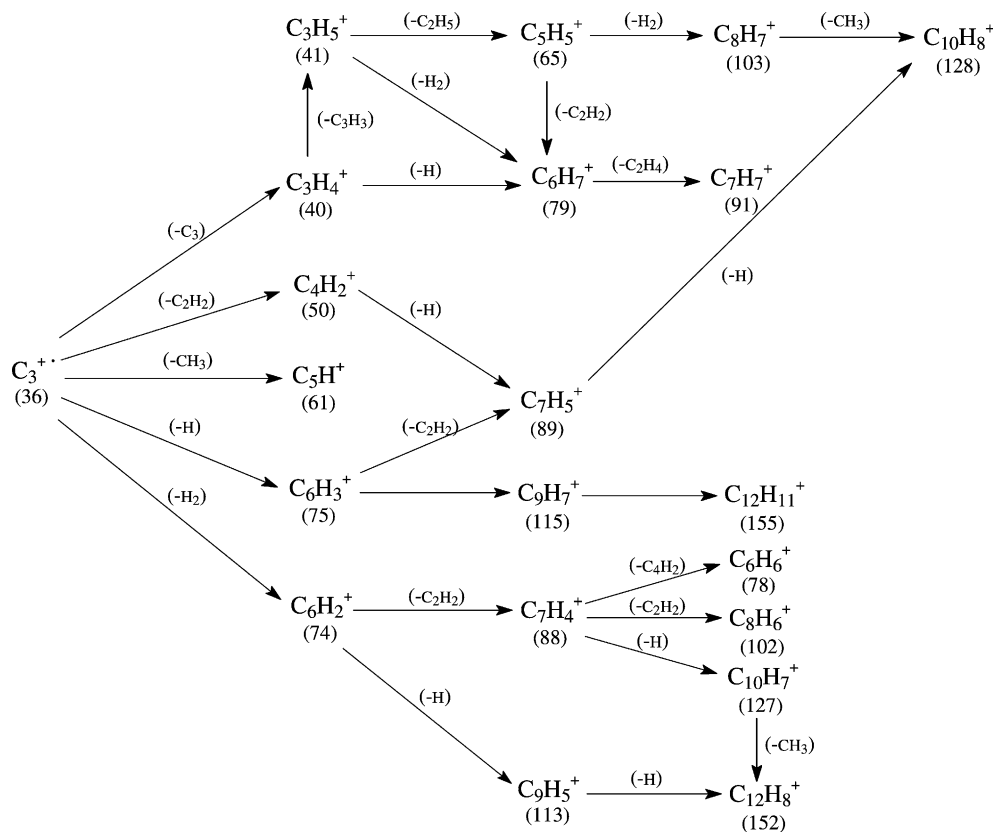 C₃H₅⁺ (-C₂H₅) C₅H₅⁺ (-H₂) C₈H₇⁺ (-CH₃) C₁₀H₈⁺
(41) (65) (103) (128)
(-H₂)
(-C₃H₃) (-C₂H₂)
C₃H₄⁺ (-H) C₆H₇⁺ (-C₂H₄) C₇H₇⁺
(40) (79) (91)
(-C₃)
(-H)
(-C₂H₂) C₄H₂⁺ (-H)
(50)
C₃⁺· (-CH₃) C₅H⁺
(36) (61)
C₇H₅⁺
(89)
(-H) (-C₂H₂)
(-H₂) C₆H₃⁺ C₉H₇⁺ C₁₂H₁₁⁺
(75) (115) (155)
(-C₄H₂) C₆H₆⁺
(78)
C₆H₂⁺ (-C₂H₂) C₇H₄⁺ (-C₂H₂) C₈H₆⁺
(74) (88) (102)
(-H) C₁₀H₇⁺
(127)
(-H)
(-CH₃)
C₉H₅⁺ (-H) C₁₂H₈⁺
(113) (152)